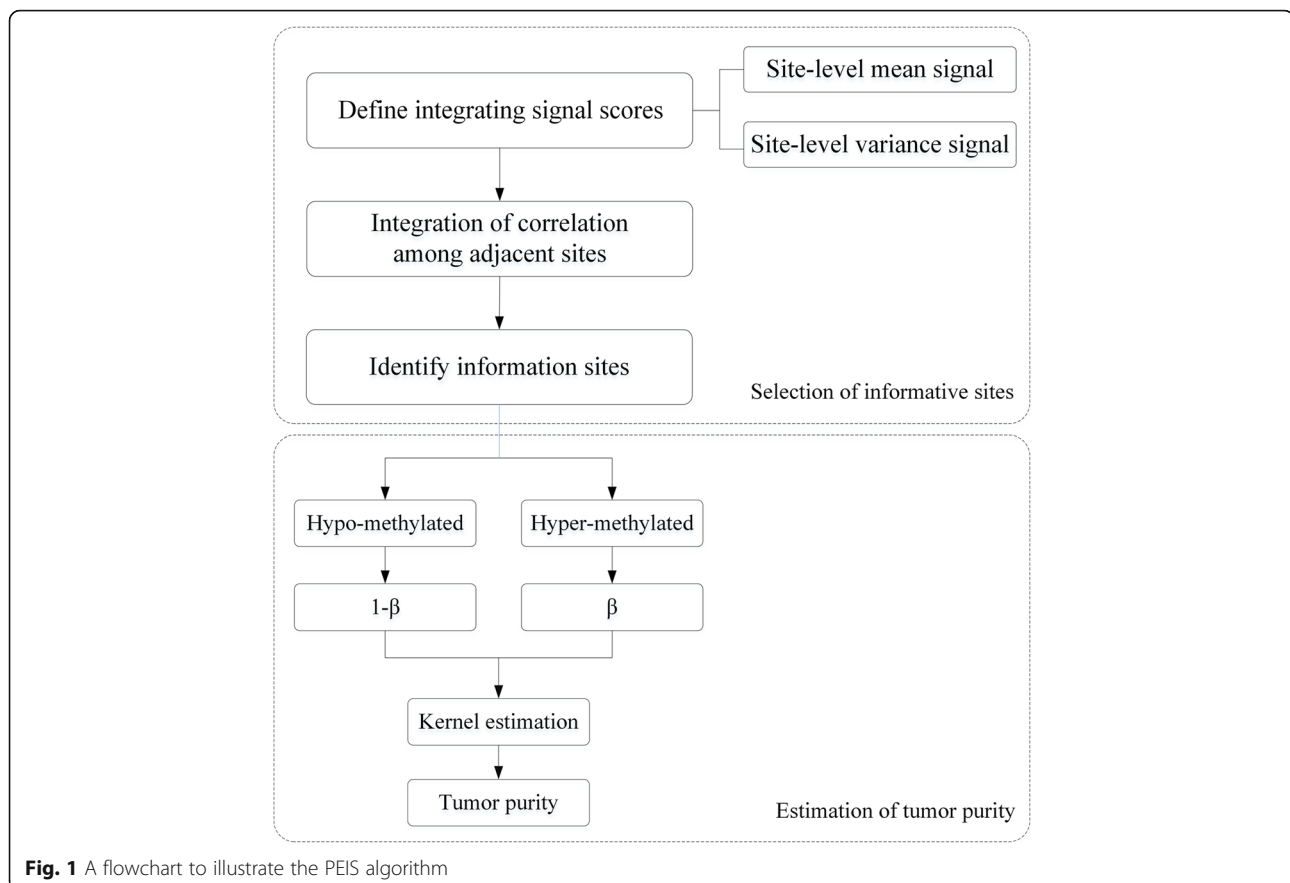 Define integrating signal scores
Site-level mean signal
Site-level variance signal
Integration of correlation
among adjacent sites
Identify information sites
Selection of informative sites
Hypo-methylated
Hyper-methylated
1-β
β
Kernel estimation
Tumor purity
Estimation of tumor purity
Fig. 1 A flowchart to illustrate the PEIS algorithm